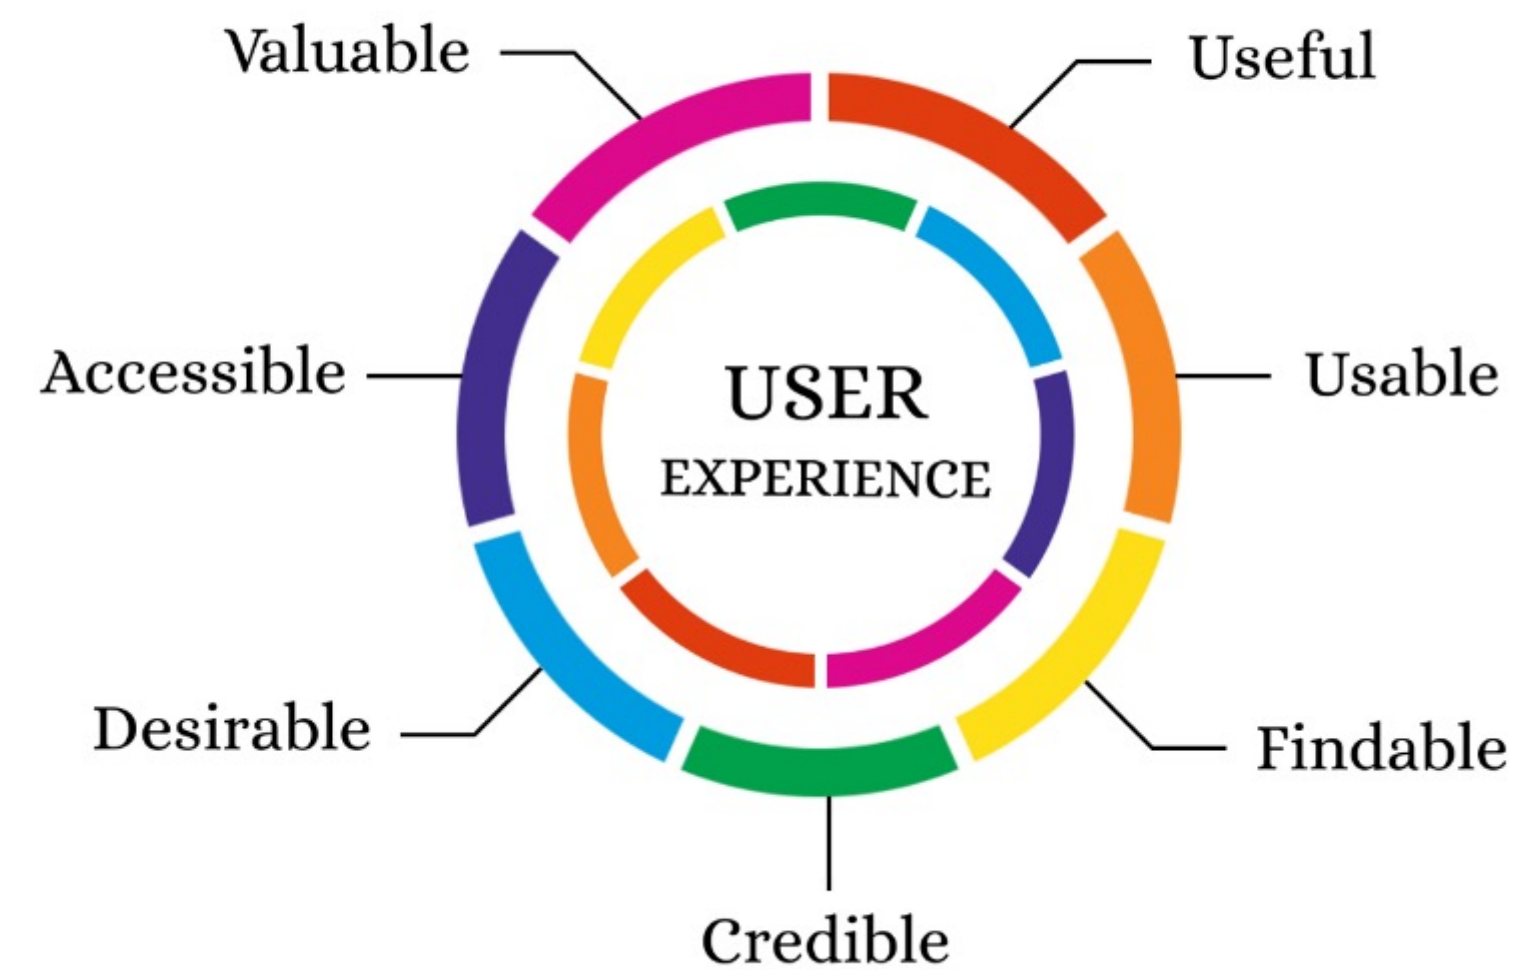 Valuable
Useful
Accessible
USER
EXPERIENCE
Usable
Desirable
Findable
Credible